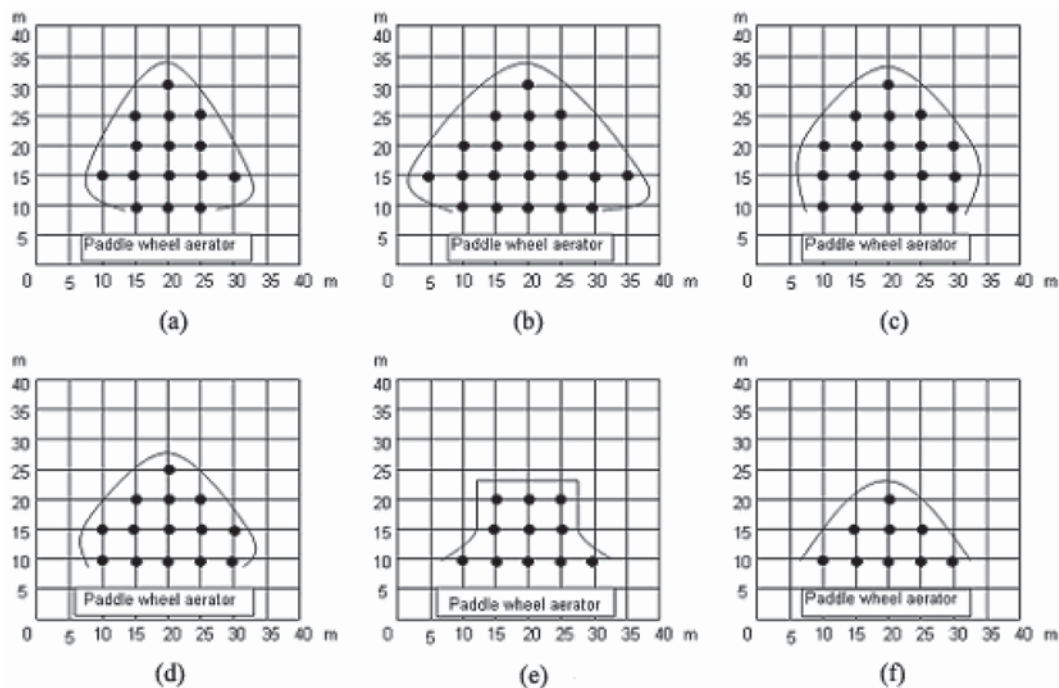 m m m
40 40 40
35 35 35
30 30 30
25 25 25
20 20 20
15 15 15
10 10 10
5 5 5
Paddle wheel aerator Paddle wheel aerator Paddle wheel aerator
0 5 10 15 20 25 30 35 40 m 0 5 10 15 20 25 30 35 40 m 0 5 10 15 20 25 30 35 40 m
(a) (b) (c)
m m m
40 40 40
35 35 35
30 30 30
25 25 25
20 20 20
15 15 15
10 10 10
5 5 5
Paddle wheel aerator Paddle wheel aerator Paddle wheel aerator
0 5 10 15 20 25 30 35 40 m 0 5 10 15 20 25 30 35 40 m 0 5 10 15 20 25 30 35 40 m
(d) (e) (f)